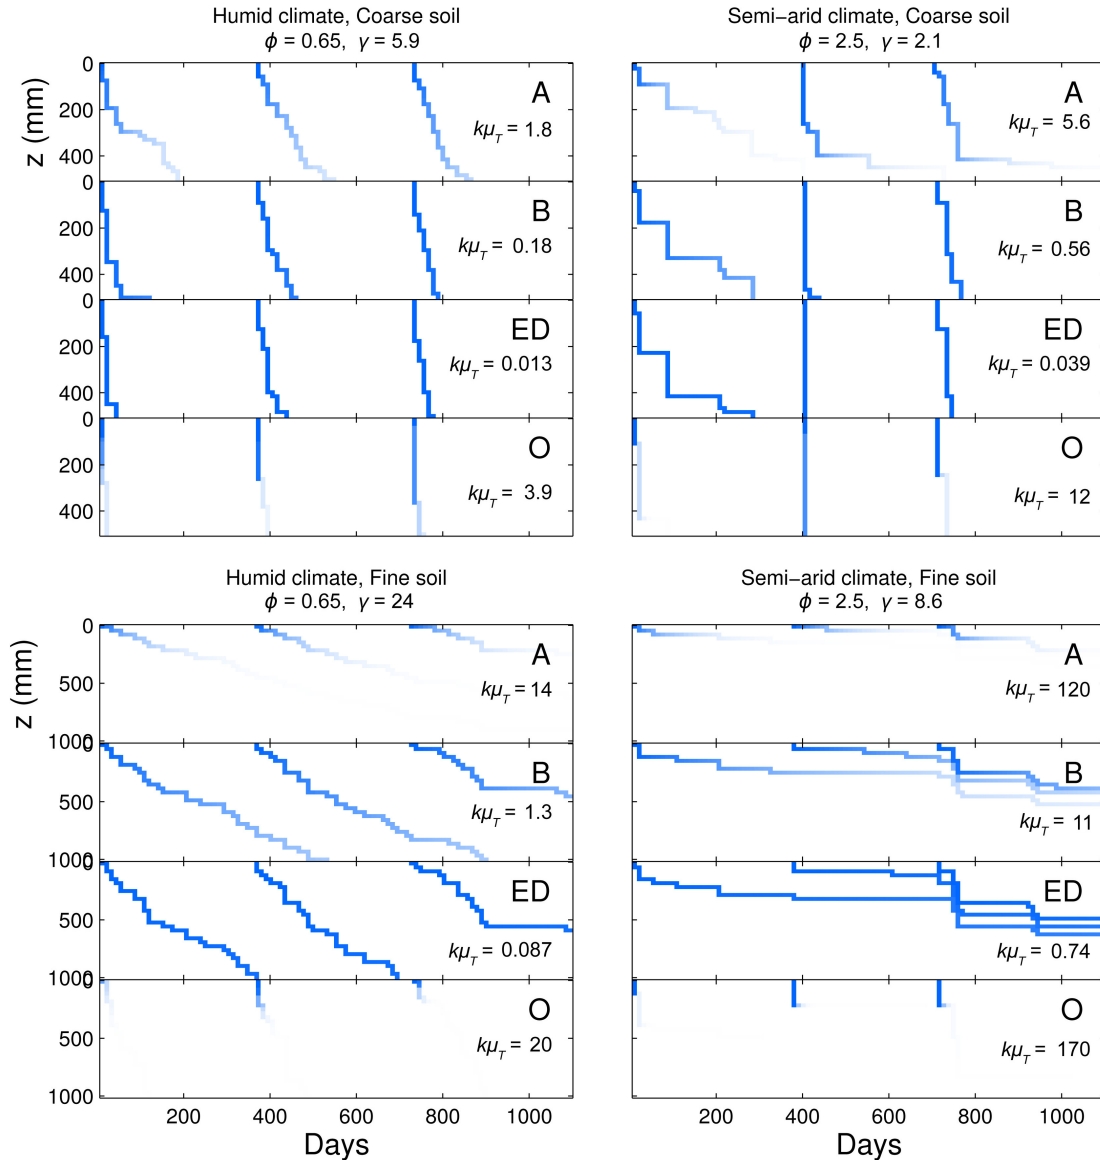 Humid climate, Coarse soil
ϕ = 0.65, γ = 5.9
Semi−arid climate, Coarse soil
ϕ = 2.5, γ = 2.1
z (mm)
0
200
400
A
kμT = 1.8
A
kμT = 5.6
0
200
400
B
kμT = 0.18
B
kμT = 0.56
0
200
400
ED
kμT = 0.013
ED
kμT = 0.039
0
200
400
O
kμT = 3.9
O
kμT = 12
Humid climate, Fine soil
ϕ = 0.65, γ = 24
Semi−arid climate, Fine soil
ϕ = 2.5, γ = 8.6
z (mm)
0
500
1000
A
kμT = 14
A
kμT = 120
0
500
1000
B
kμT = 1.3
B
kμT = 11
0
500
1000
ED
kμT = 0.087
ED
kμT = 0.74
0
500
1000
O
kμT = 20
O
kμT = 170
200 400 600 800 1000
200 400 600 800 1000
Days
Days